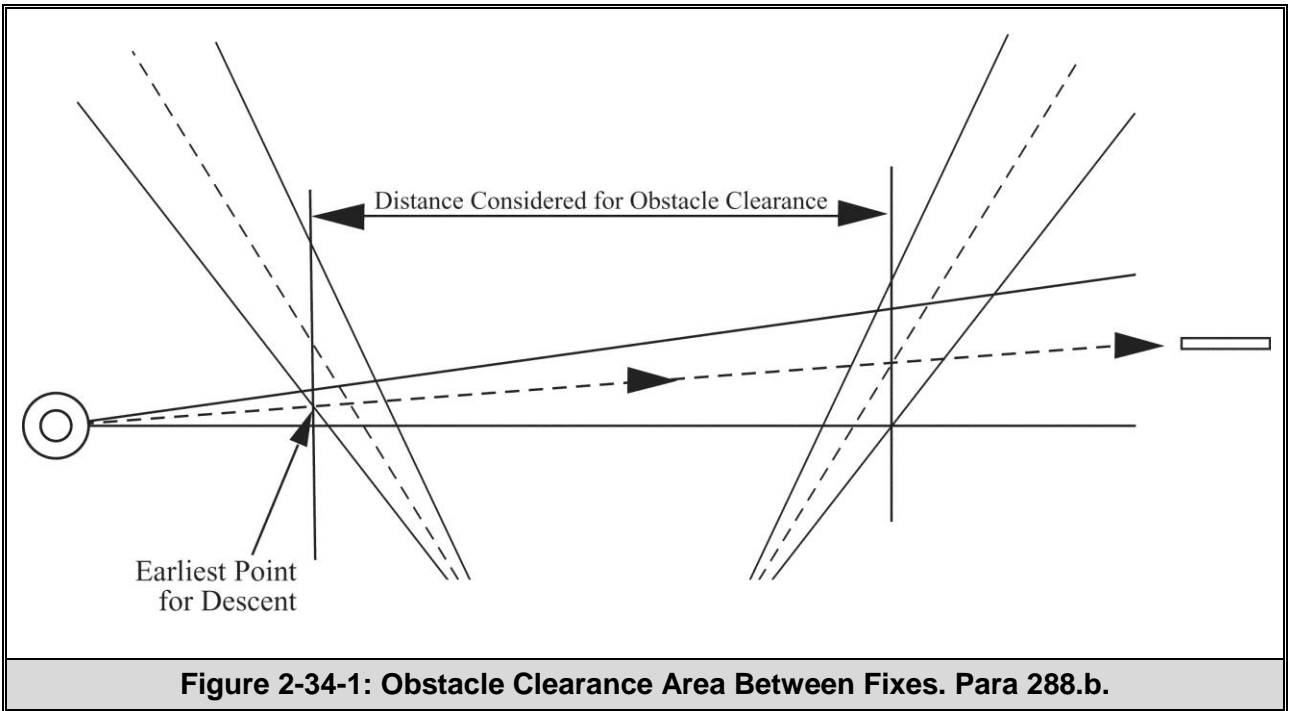 Distance Considered for Obstacle Clearance
Earliest Point
for Descent
Figure 2-34-1: Obstacle Clearance Area Between Fixes. Para 288.b.